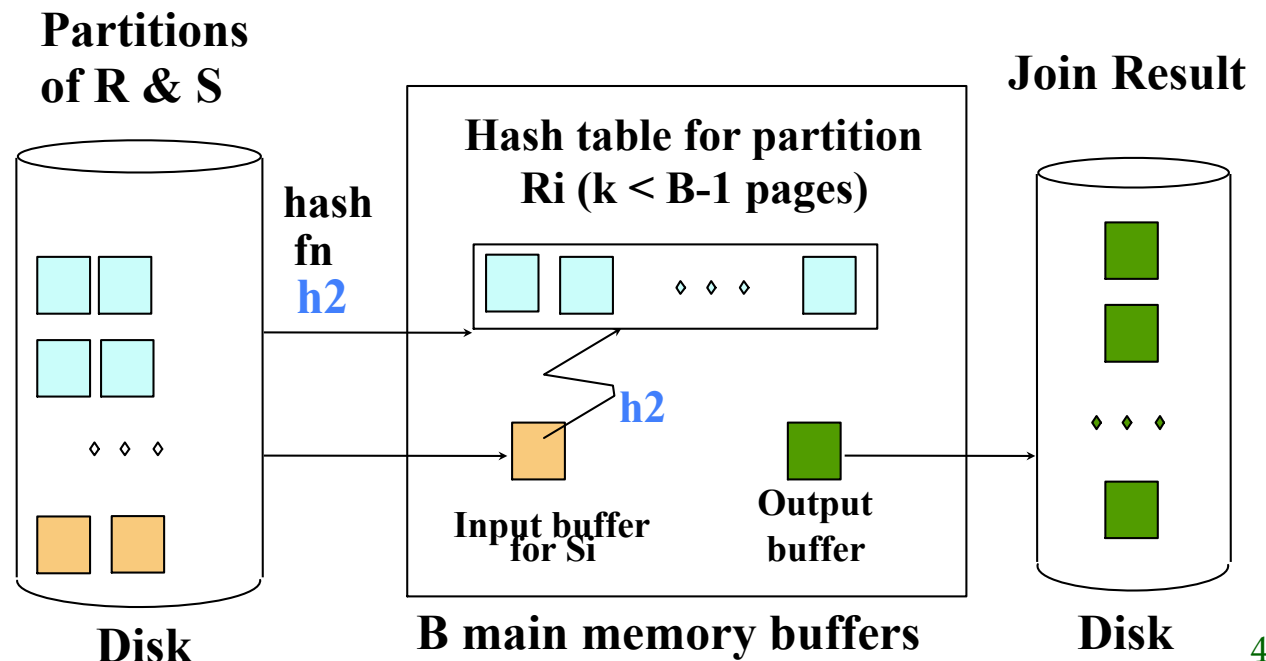 Partitions
of R & S
Join Result
Hash table for partition
Ri (k < B-1 pages)
hash
fn
h2
h2
Input buffer
for Si
Output
buffer
Disk
B main memory buffers
Disk
4